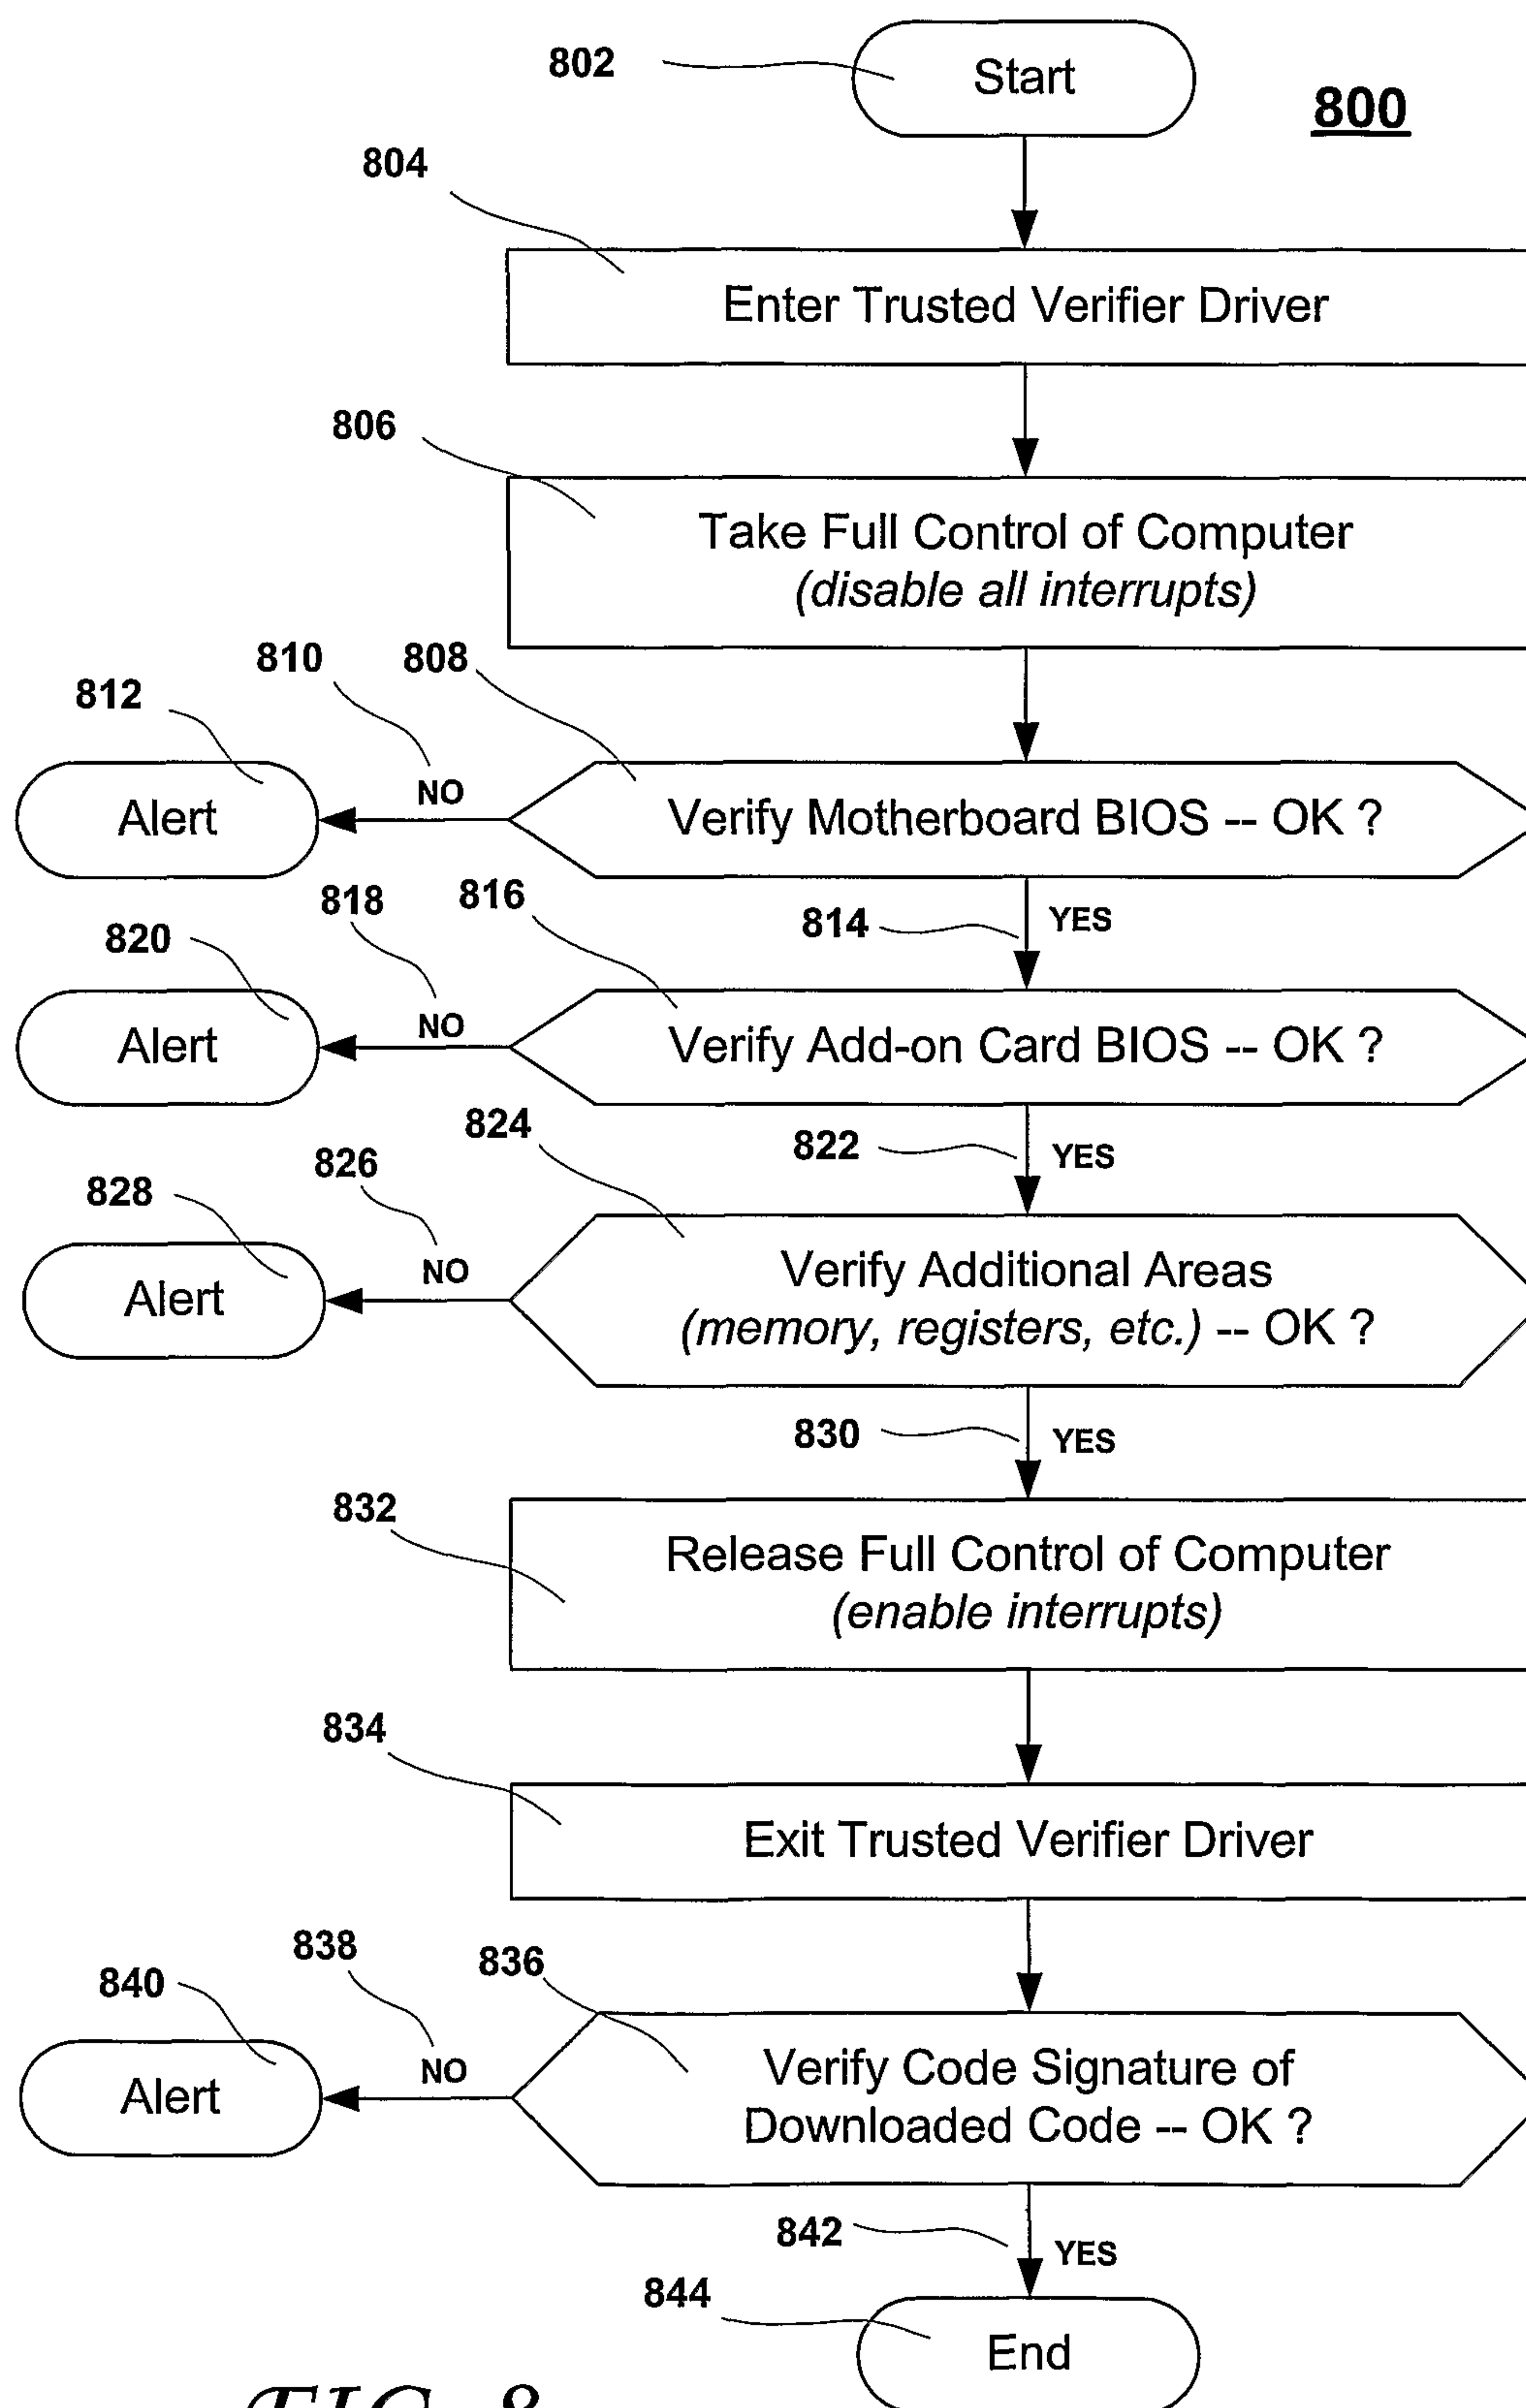 802
Start
800
804
Enter Trusted Verifier Driver
806
Take Full Control of Computer
(disable all interrupts)
810
808
812
Alert
NO
Verify Motherboard BIOS -- OK ?
818
816
814
YES
820
Alert
NO
Verify Add-on Card BIOS -- OK ?
824
822
YES
826
828
Alert
NO
Verify Additional Areas
(memory, registers, etc.) -- OK ?
830
YES
832
Release Full Control of Computer
(enable interrupts)
834
Exit Trusted Verifier Driver
838
836
840
Alert
NO
Verify Code Signature of
Downloaded Code -- OK ?
842
YES
844
End
FIG. 8